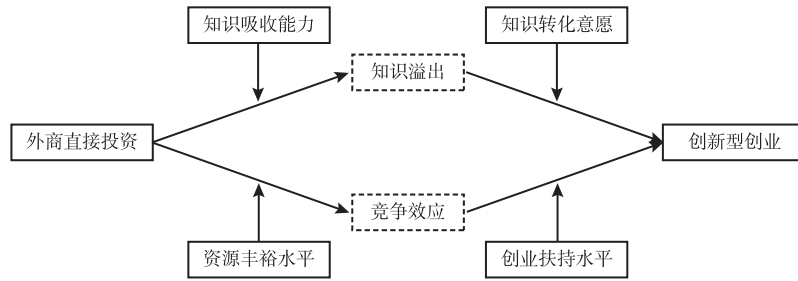 知识吸收能力
知识转化意愿
知识溢出
外商直接投资
创新型创业
竞争效应
资源丰裕水平
创业扶持水平